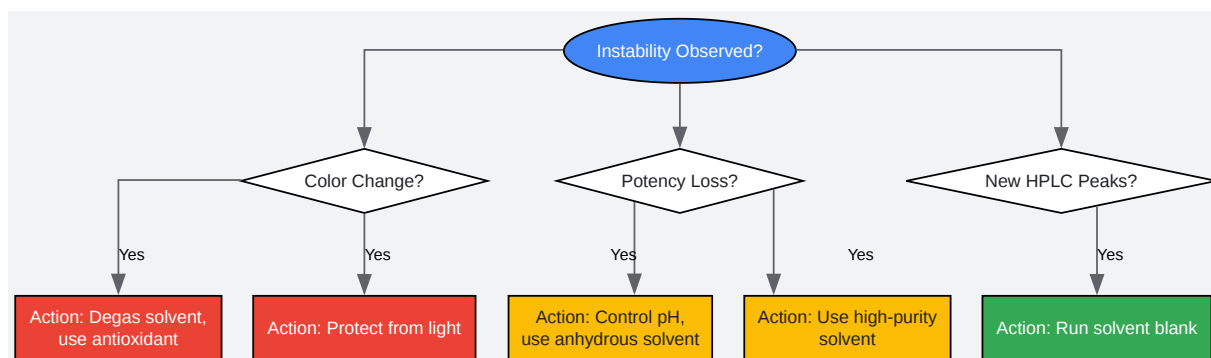 Instability Observed?
Color Change?
Potency Loss?
New HPLC Peaks?
Yes
Yes
Yes
Yes
Yes
Action: Degas solvent,
use antioxidant
Action: Protect from light
Action: Control pH,
use anhydrous solvent
Action: Use high-purity
solvent
Action: Run solvent blank